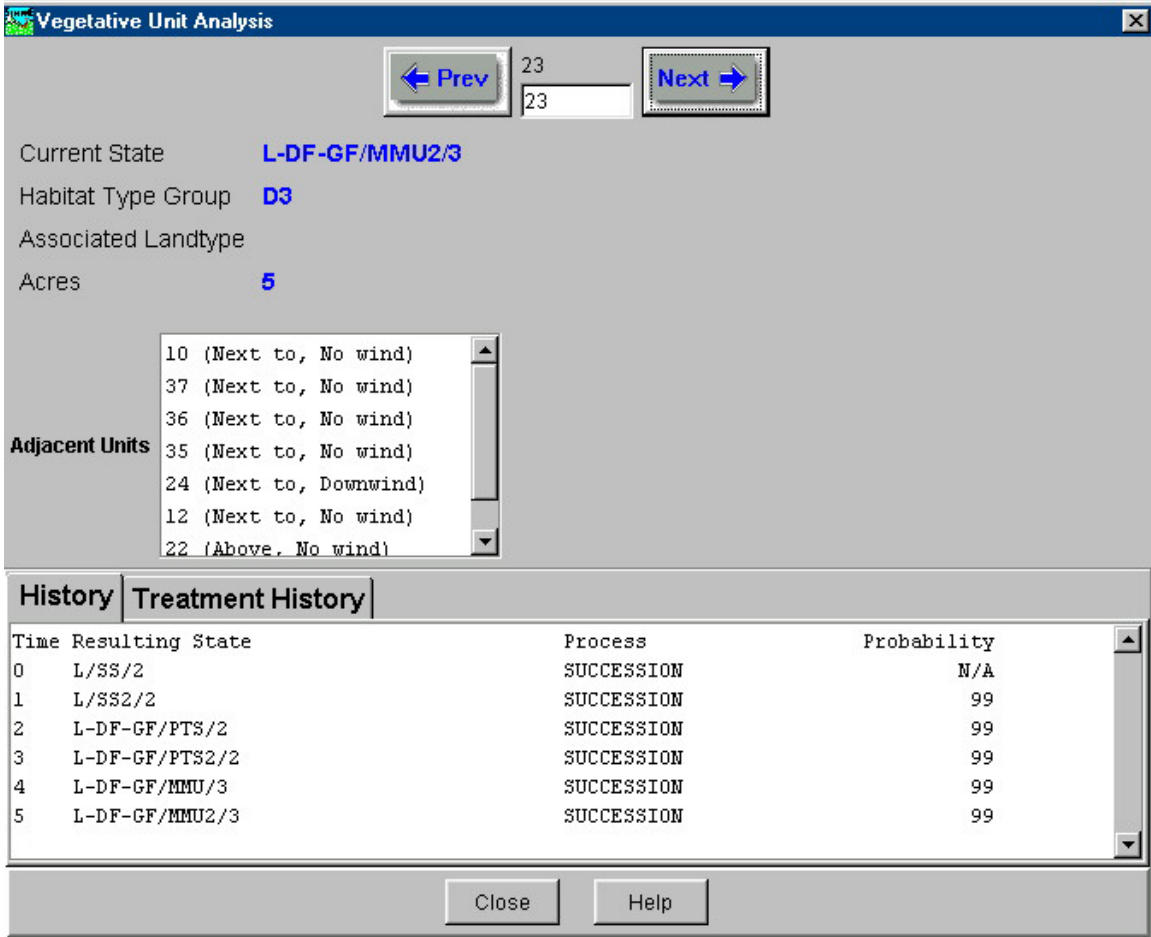 Vegetative Unit Analysis
Prev
23
23
Next
Current State L-DF-GF/MMU2/3
Habitat Type Group D3
Associated Landtype
Acres 5
Adjacent Units
10 (Next to, No wind)
37 (Next to, No wind)
36 (Next to, No wind)
35 (Next to, No wind)
24 (Next to, Downwind)
12 (Next to, No wind)
22 (Above, No wind)
History Treatment History
Time Resulting State Process Probability
0 L/SS/2 SUCCESSION N/A
1 L/SS2/2 SUCCESSION 99
2 L-DF-GF/PTS/2 SUCCESSION 99
3 L-DF-GF/PTS2/2 SUCCESSION 99
4 L-DF-GF/MMU/3 SUCCESSION 99
5 L-DF-GF/MMU2/3 SUCCESSION 99
Close Help